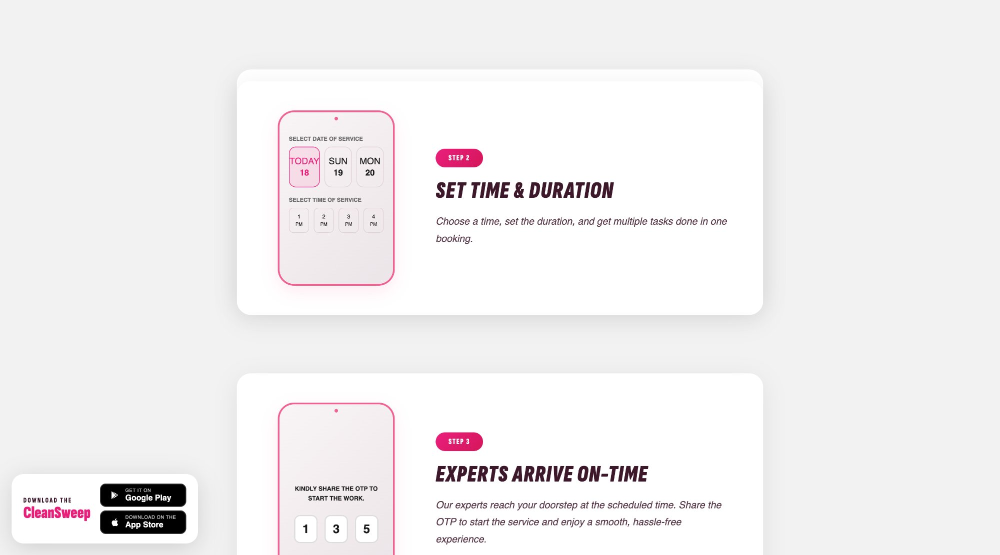 SELECT DATE OF SERVICE
TODAY SUN MON
18 19 20
SELECT TIME OF SERVICE
1 2 3 4
PM PM PM PM
STEP 2
SET TIME & DURATION
Choose a time, set the duration, and get multiple tasks done in one
booking.
KINDLY SHARE THE OTP TO
START THE WORK.
1 3 5
STEP 3
EXPERTS ARRIVE ON-TIME
Our experts reach your doorstep at the scheduled time. Share the
OTP to start the service and enjoy a smooth, hassle-free
experience.
DOWNLOAD THE
CleanSweep
GET IT ON
Google Play
DOWNLOAD ON THE
App Store